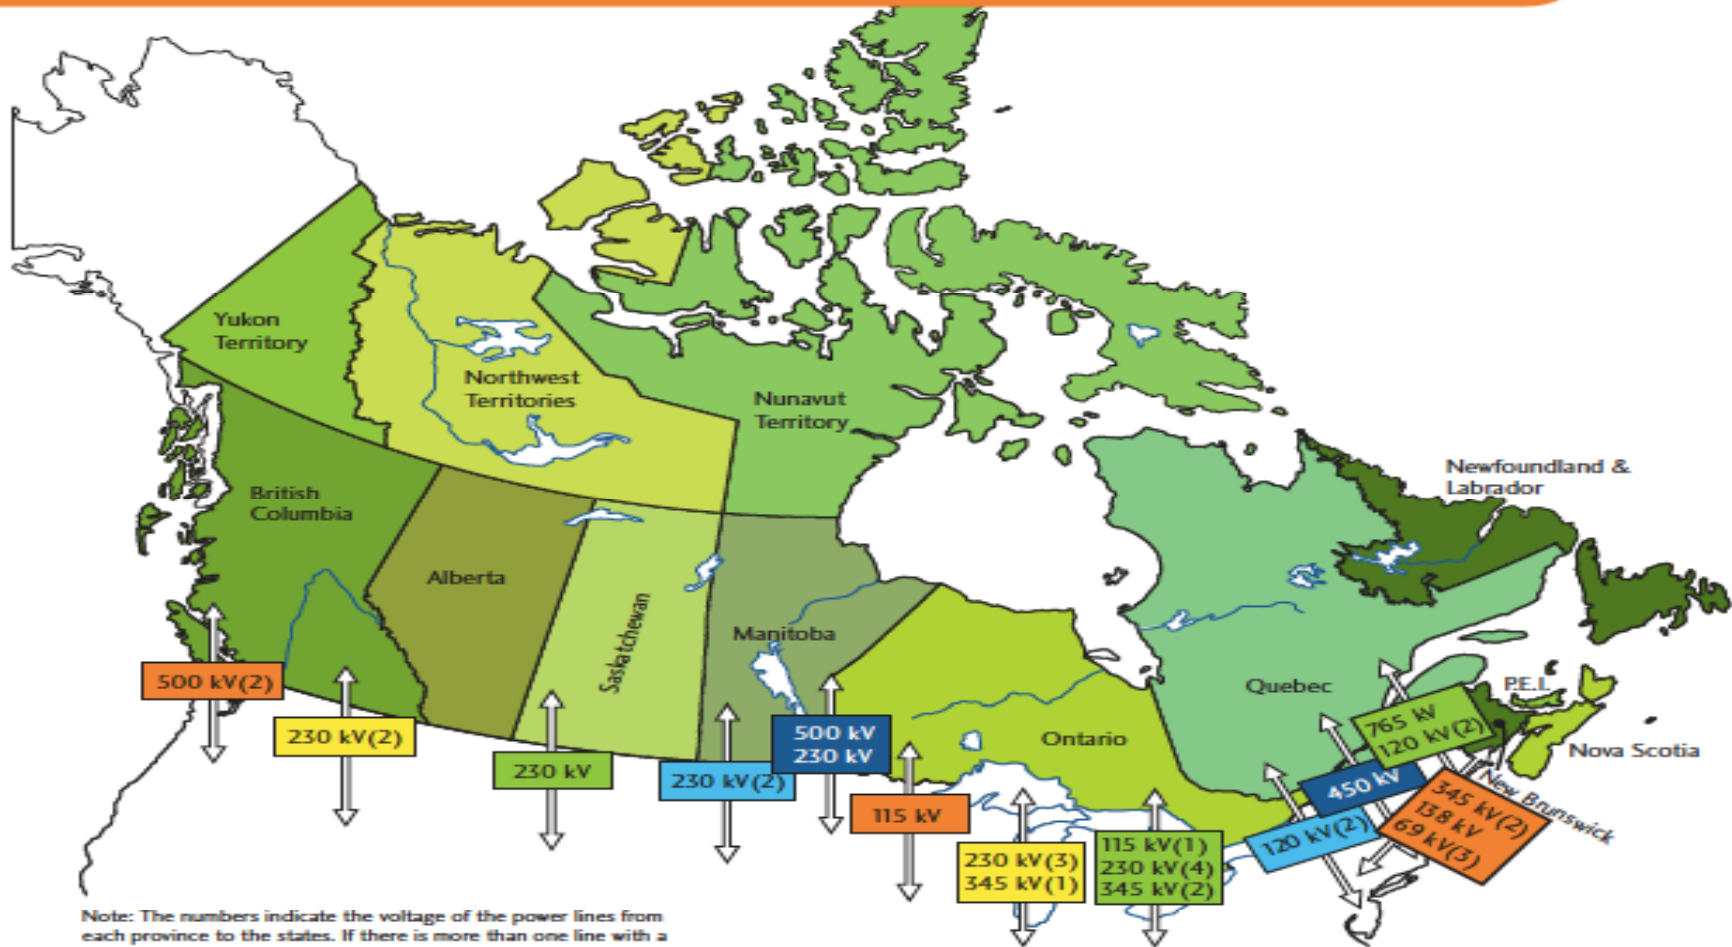 Yukon
Territory
Northwest
Territories
Nunavut
Territory
Newfoundland &
Labrador
British
Columbia
Alberta
Saskatchewan
Manitoba
Ontario
Quebec
P.E.I.
Nova Scotia
New Brunswick
500 kV(2)
230 kV(2)
230 kV
230 kV(2)
500 kV
230 kV
115 kV
230 kV(3)
345 kV(1)
115 kV(1)
230 kV(4)
345 kV(2)
120 kV(2)
450 kV
765 kV
120 kV(2)
345 kV(2)
138 kV
69 kV(3)
Note: The numbers indicate the voltage of the power lines from
each province to the states. If there is more than one line with a